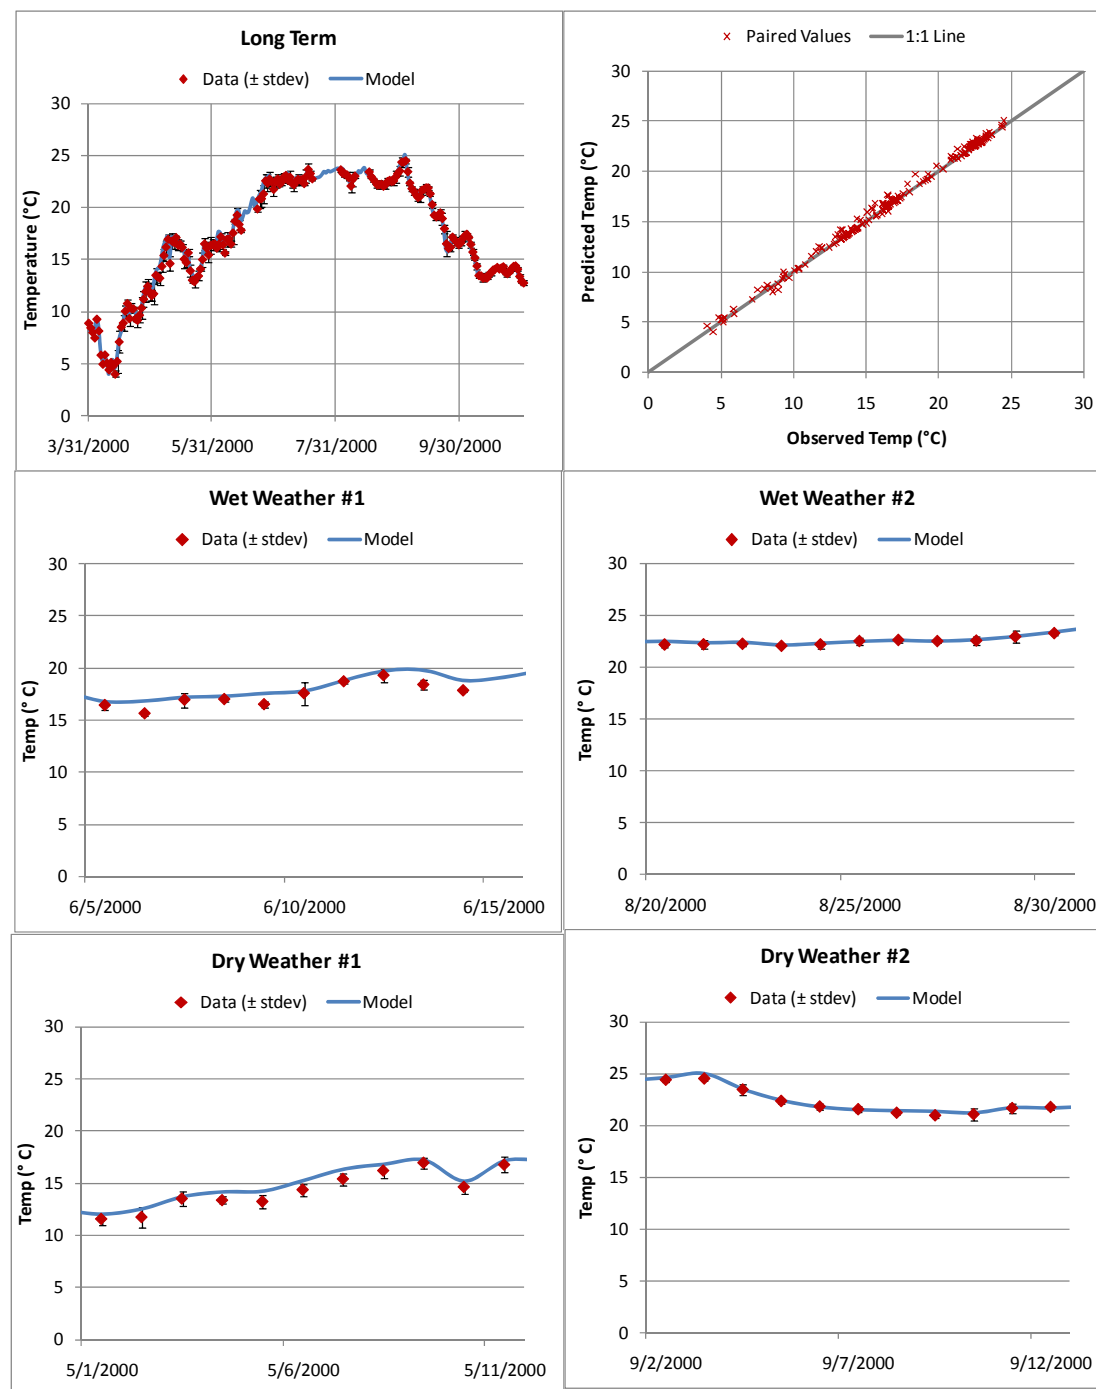 Long Term
Data (± stdev) Model
Temperature (°C)
30
25
20
15
10
5
0
3/31/2000 5/31/2000 7/31/2000 9/30/2000
Paired Values 1:1 Line
Predicted Temp (°C)
30
25
20
15
10
5
0
0 5 10 15 20 25 30
Observed Temp (°C)
Wet Weather #1
Data (± stdev) Model
Temp (° C)
30
25
20
15
10
5
0
6/5/2000 6/10/2000 6/15/2000
Wet Weather #2
Data (± stdev) Model
Temp (° C)
30
25
20
15
10
5
0
8/20/2000 8/25/2000 8/30/2000
Dry Weather #1
Data (± stdev) Model
Temp (° C)
30
25
20
15
10
5
0
5/1/2000 5/6/2000 5/11/2000
Dry Weather #2
Data (± stdev) Model
Temp (° C)
30
25
20
15
10
5
0
9/2/2000 9/7/2000 9/12/2000